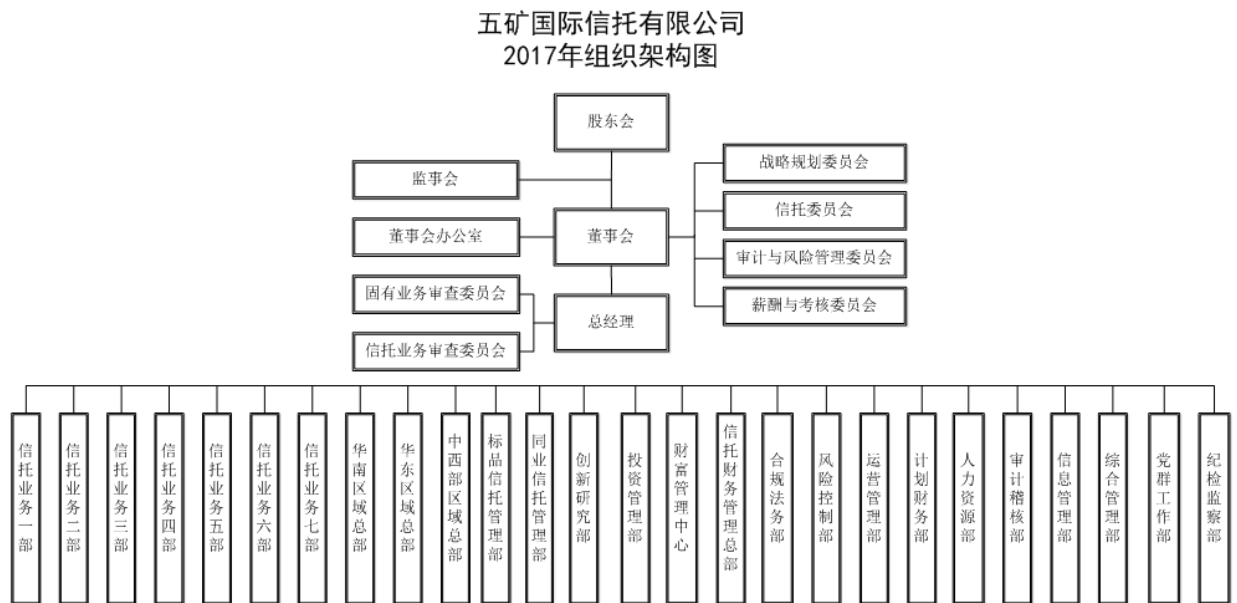 五矿国际信托有限公司
2017年组织架构图
股东会
监事会
战略规划委员会
信托委员会
董事会办公室
董事会
审计与风险管理委员会
固有业务审查委员会
薪酬与考核委员会
总经理
信托业务审查委员会
信托业务一部
信托业务二部
信托业务三部
信托业务四部
信托业务五部
信托业务六部
信托业务七部
华南区域总部
华东区域总部
中西部区域总部
标品信托管理部
同业信托管理部
创新研究部
投资管理部
财富管理中心
信托财务管理总部
合规法务部
风险控制部
运营管理部
计划财务部
人力资源部
审计稽核部
信息管理部
综合管理部
党群工作部
纪检监察部